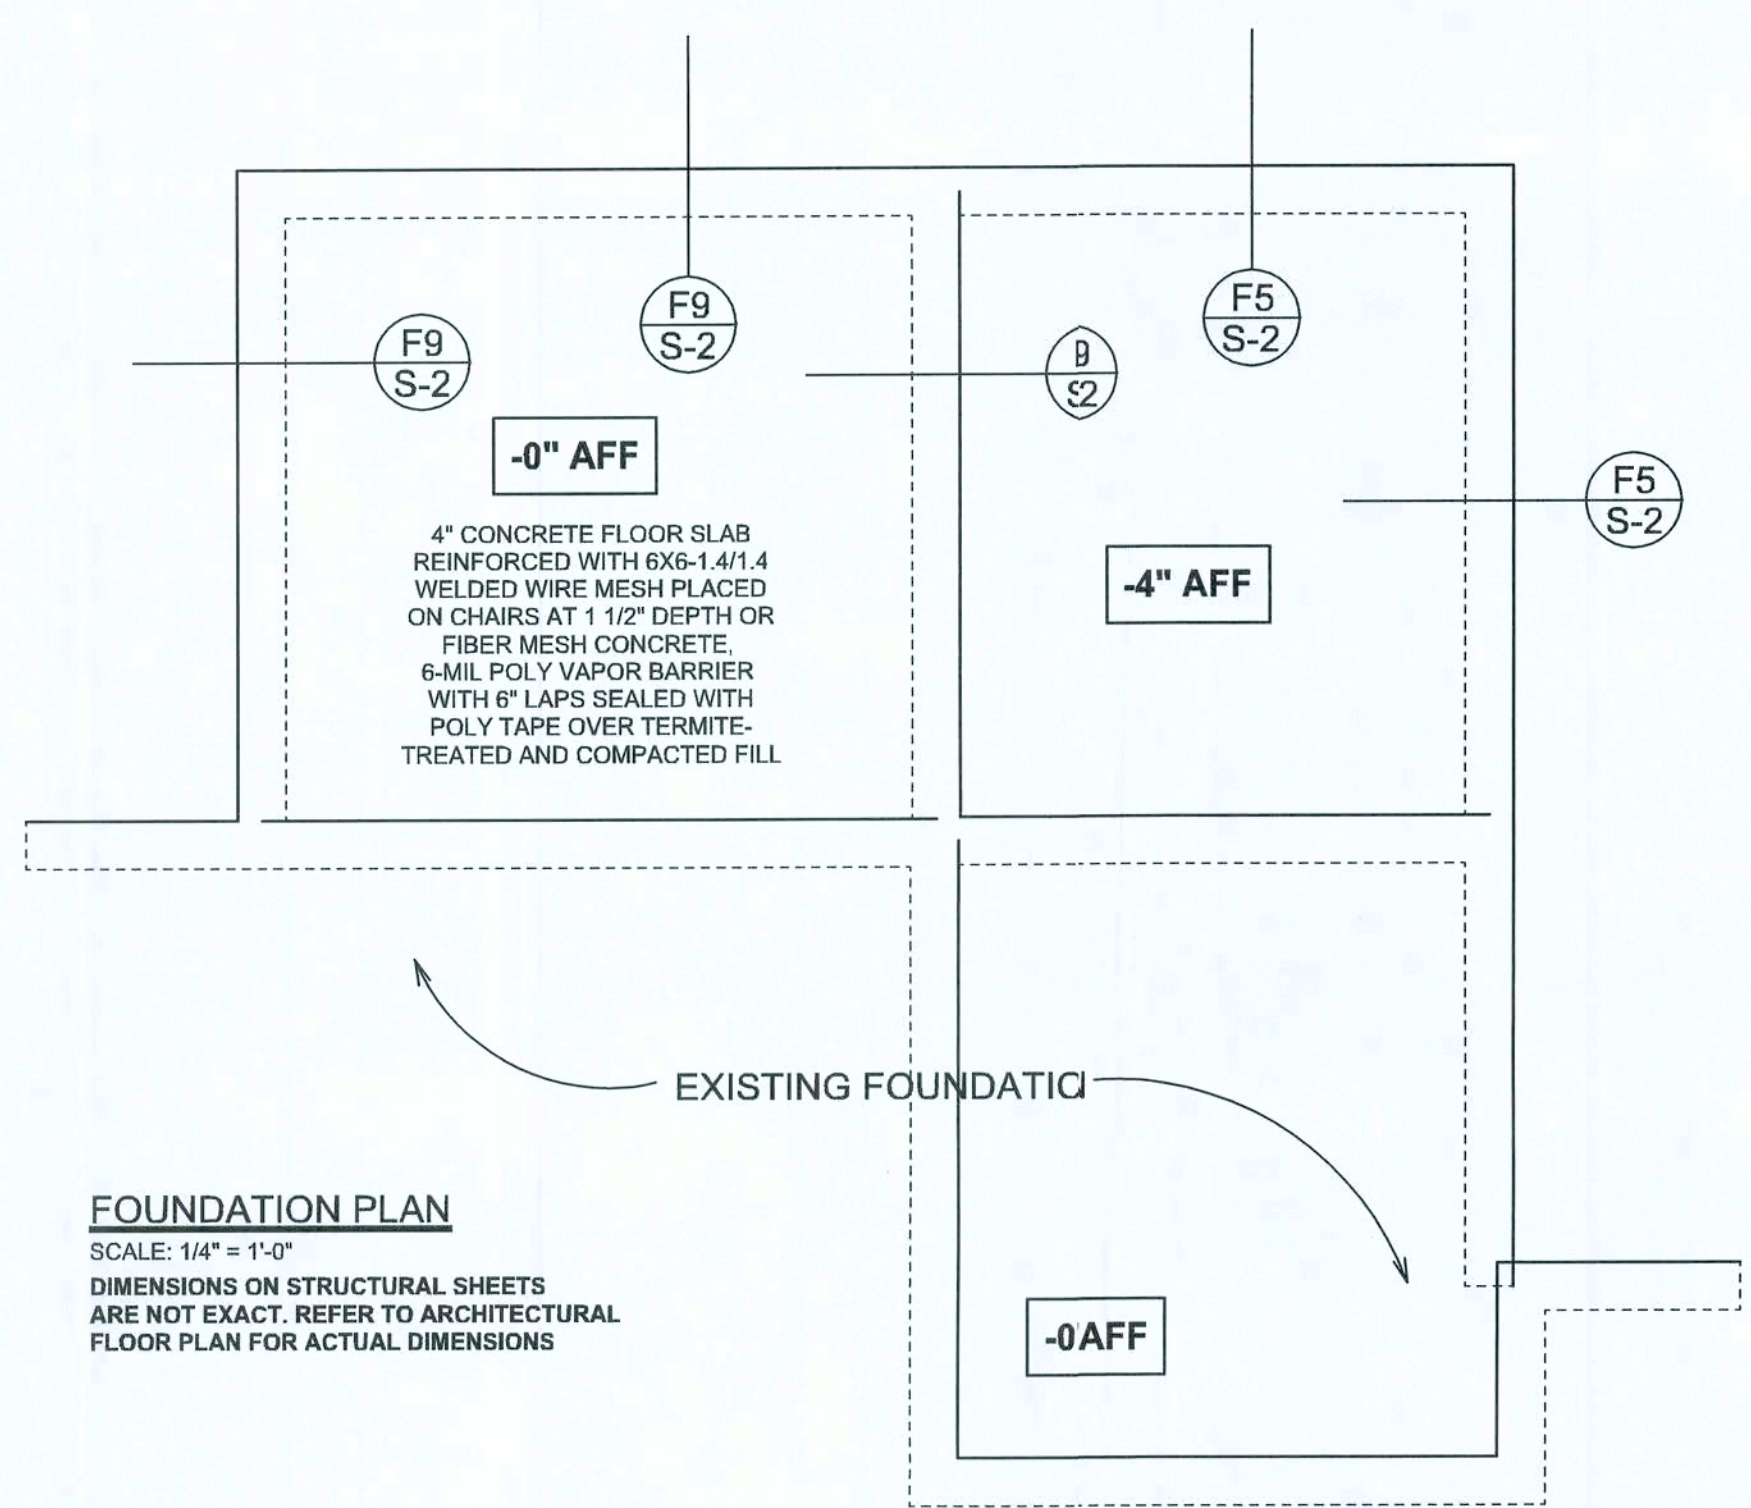 F9
S-2
F9
S-2
F5
S-2
F5
S-2
-0" AFF
-4" AFF
4" CONCRETE FLOOR SLAB
REINFORCED WITH 6X6-1.4/1.4
WELDED WIRE MESH PLACED
ON CHAIRS AT 1 1/2" DEPTH OR
FIBER MESH CONCRETE,
6-MIL POLY VAPOR BARRIER
WITH 6" LAPS SEALED WITH
POLY TAPE OVER TERMITE-
TREATED AND COMPACTED FILL
EXISTING
FOUNDATION PLAN
SCALE: 1/4" = 1'-0"
DIMENSIONS ON STRUCTURAL SHEETS
ARE NOT EXACT. REFER TO ARCHITECTURAL
FLOOR PLAN FOR ACTUAL DIMENSIONS
AFF